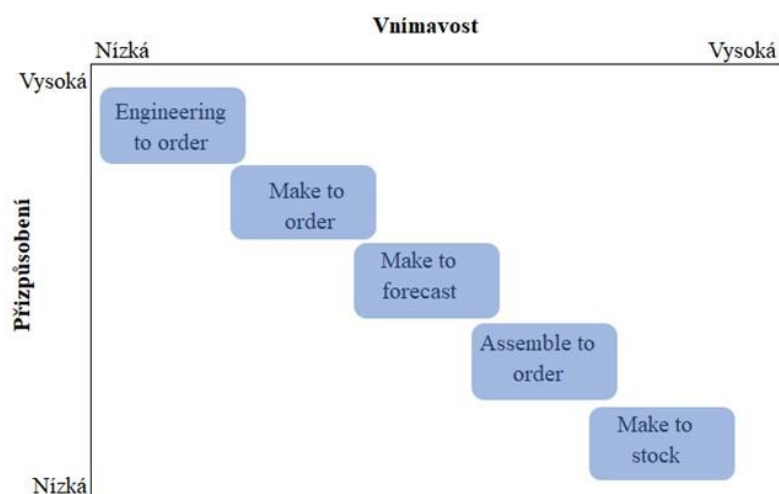 Vnímavost
Nízká Vysoká
Vysoká
Engineering
to order
Make to
order
Přizpůsobení
Make to
forecast
Assemble to
order
Make to
stock
Nízká